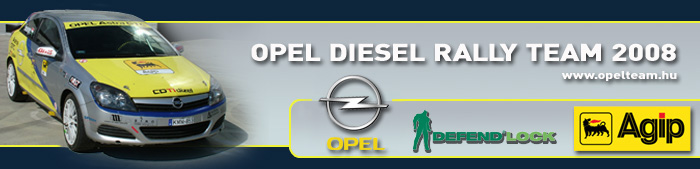 OPEL DIESEL RALLY TEAM 2008
www.opelteam.hu
OPEL
DEFEND LOCK
Agip
CDTI